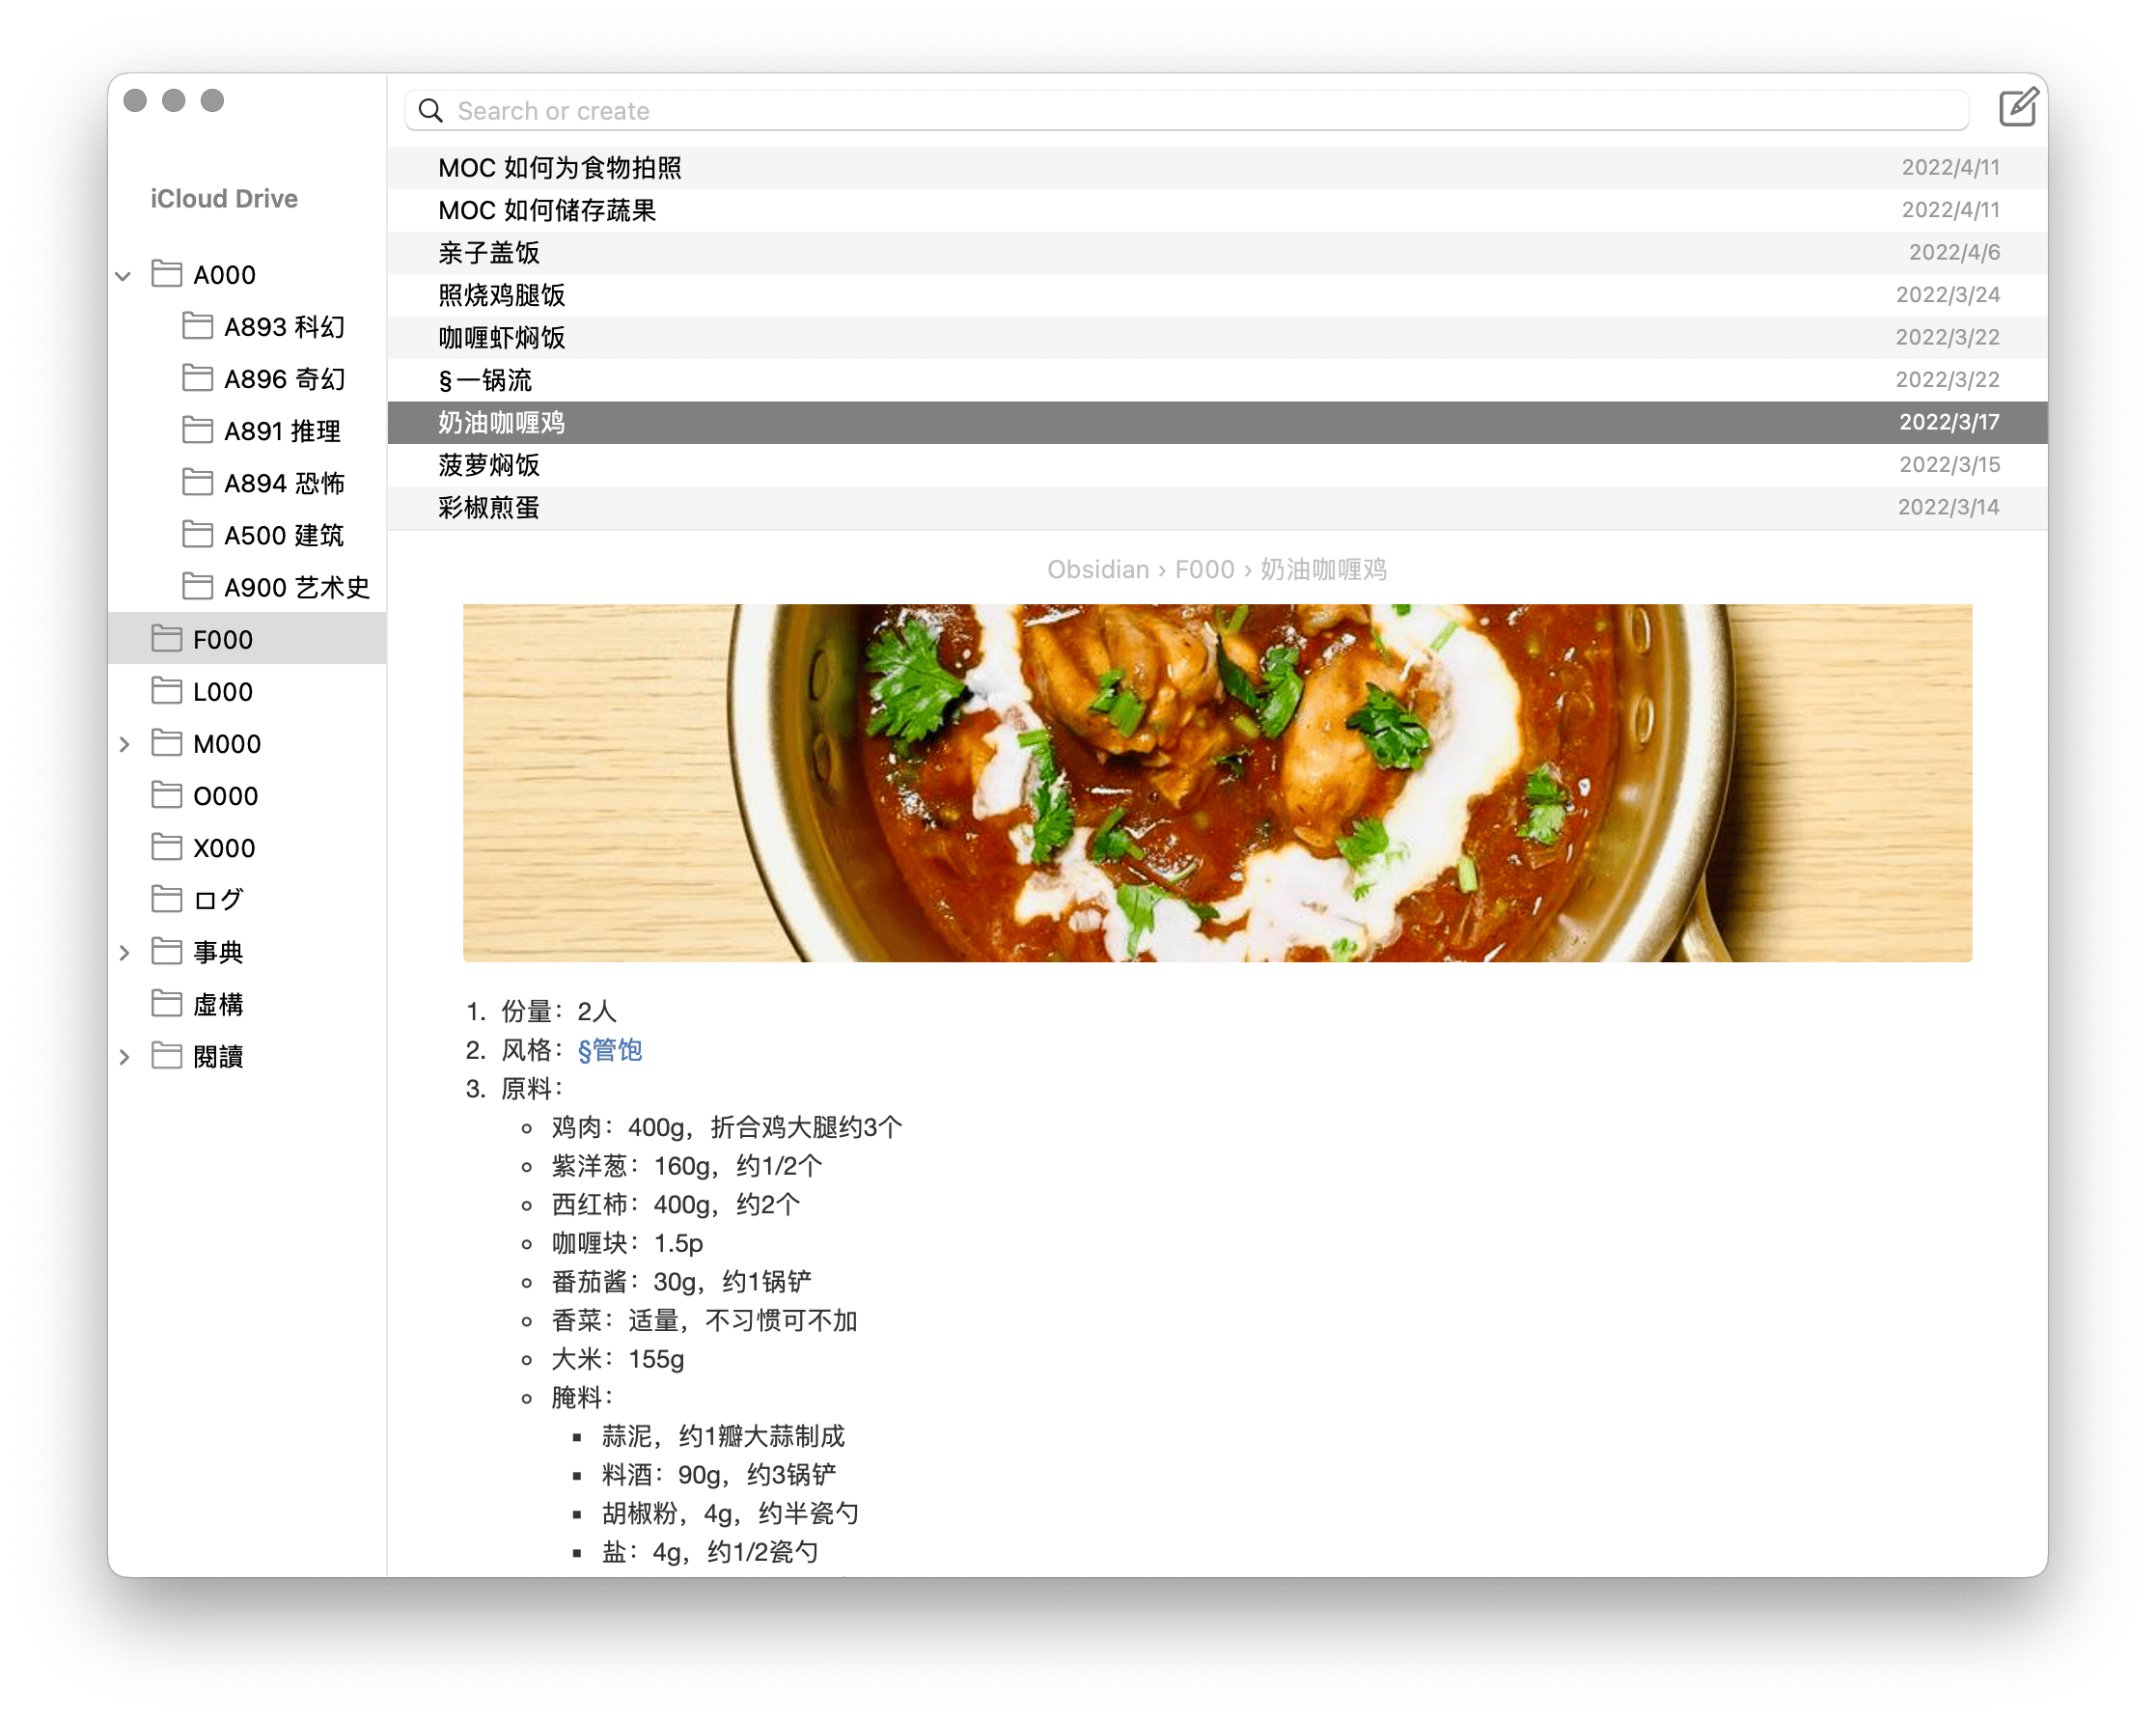 Search or create
iCloud Drive
A000
A893 科幻
A896 奇幻
A891 推理
A894 恐怖
A500 建筑
A900 艺术史
F000
L000
M000
O000
X000
ログ
事典
虛構
閱讀
MOC 如何为食物拍照 2022/4/11
MOC 如何储存蔬果 2022/4/11
亲子盖饭 2022/4/6
照烧鸡腿饭 2022/3/24
咖喱虾焖饭 2022/3/22
§一锅流 2022/3/22
奶油咖喱鸡 2022/3/17
菠萝焖饭 2022/3/15
彩椒煎蛋 2022/3/14
Obsidian › F000 › 奶油咖喱鸡
1. 份量：2人
2. 风格：§管饱
3. 原料：
鸡肉：400g，折合鸡大腿约3个
紫洋葱：160g，约1/2个
西红柿：400g，约2个
咖喱块：1.5p
番茄酱：30g，约1锅铲
香菜：适量，不习惯可不加
大米：155g
腌料：
蒜泥，约1瓣大蒜制成
料酒：90g，约3锅铲
胡椒粉，4g，约半瓷勺
盐：4g，约1/2瓷勺